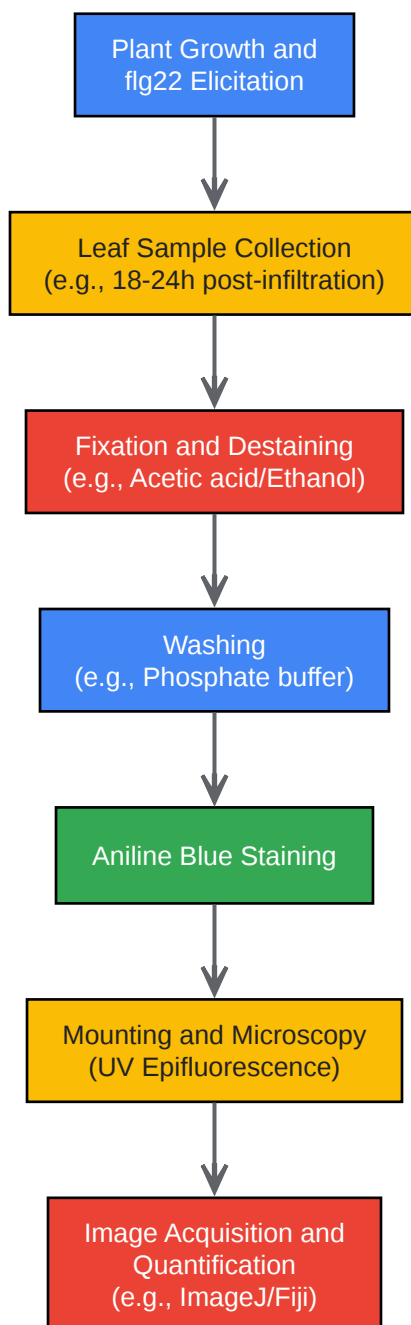 Plant Growth and
flg22 Elicitation
Leaf Sample Collection
(e.g., 18-24h post-infiltration)
Fixation and Destaining
(e.g., Acetic acid/Ethanol)
Washing
(e.g., Phosphate buffer)
Aniline Blue Staining
Mounting and Microscopy
(UV Epifluorescence)
Image Acquisition and
Quantification
(e.g., ImageJ/Fiji)